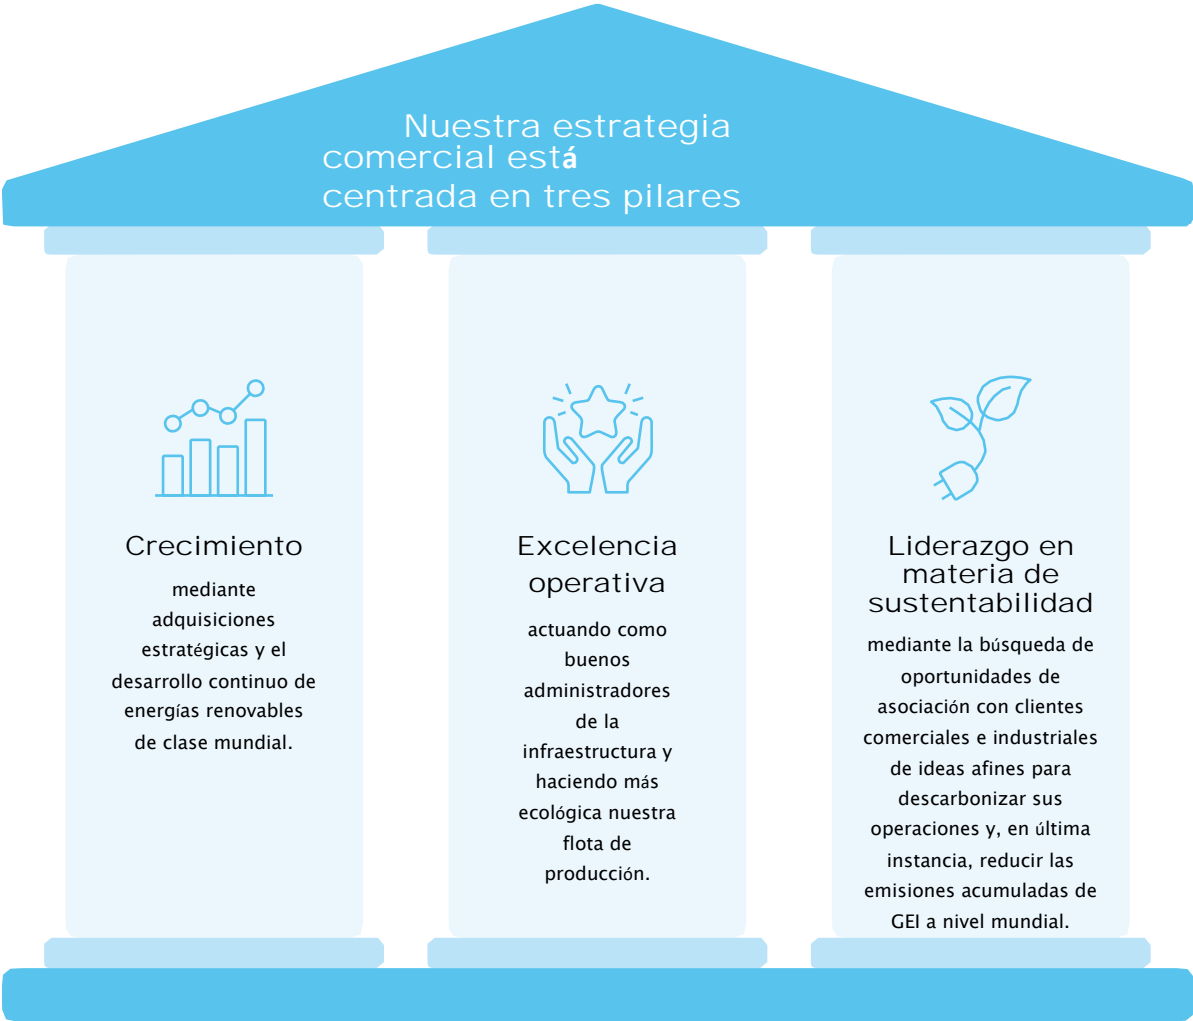 Nuestra estrategia
comercial está
centrada en tres pilares
Crecimiento
mediante
adquisiciones
estratégicas y el
desarrollo continuo de
energías renovables
de clase mundial.
Excelencia
operativa
actuando como
buenos
administradores
de la
infraestructura y
haciendo más
ecológica nuestra
flota de
producción.
Liderazgo en
materia de
sustentabilidad
mediante la búsqueda de
oportunidades de
asociación con clientes
comerciales e industriales
de ideas afines para
descarbonizar sus
operaciones y, en última
instancia, reducir las
emisiones acumuladas de
GEI a nivel mundial.